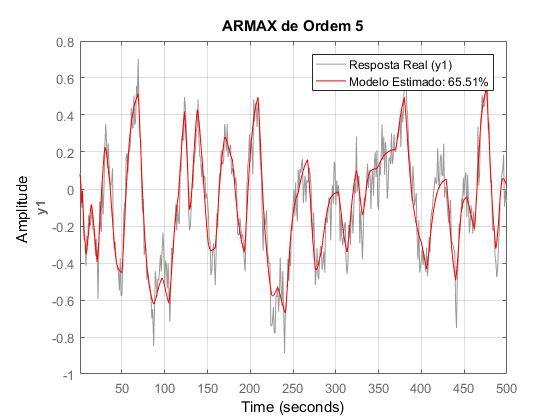 ARMAX de Ordem 5
Resposta Real (y1)
Modelo Estimado: 65.51%
Amplitude
y1
0.8
0.6
0.4
0.2
0
-0.2
-0.4
-0.6
-0.8
-1
50 100 150 200 250 300 350 400 450 500
Time (seconds)